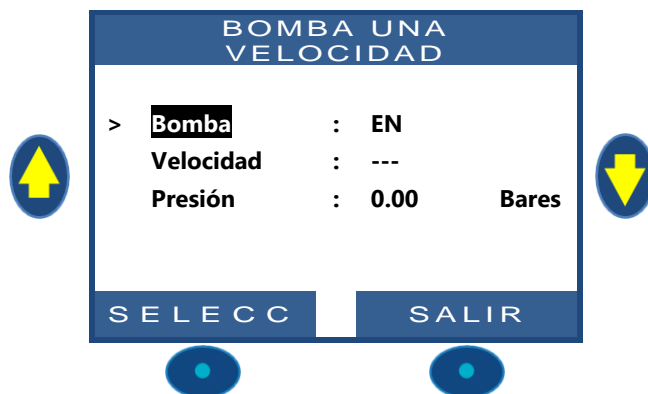 BOMBA UNA
VELOCIDAD
> Bomba : EN
Velocidad : ---
Presión : 0.00 Bares
SELECC SALIR